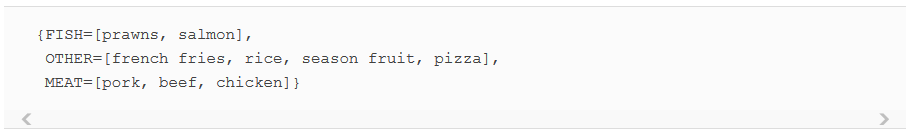 {FISH=[prawns, salmon],
OTHER=[french fries, rice, season fruit, pizza],
MEAT=[pork, beef, chicken]}